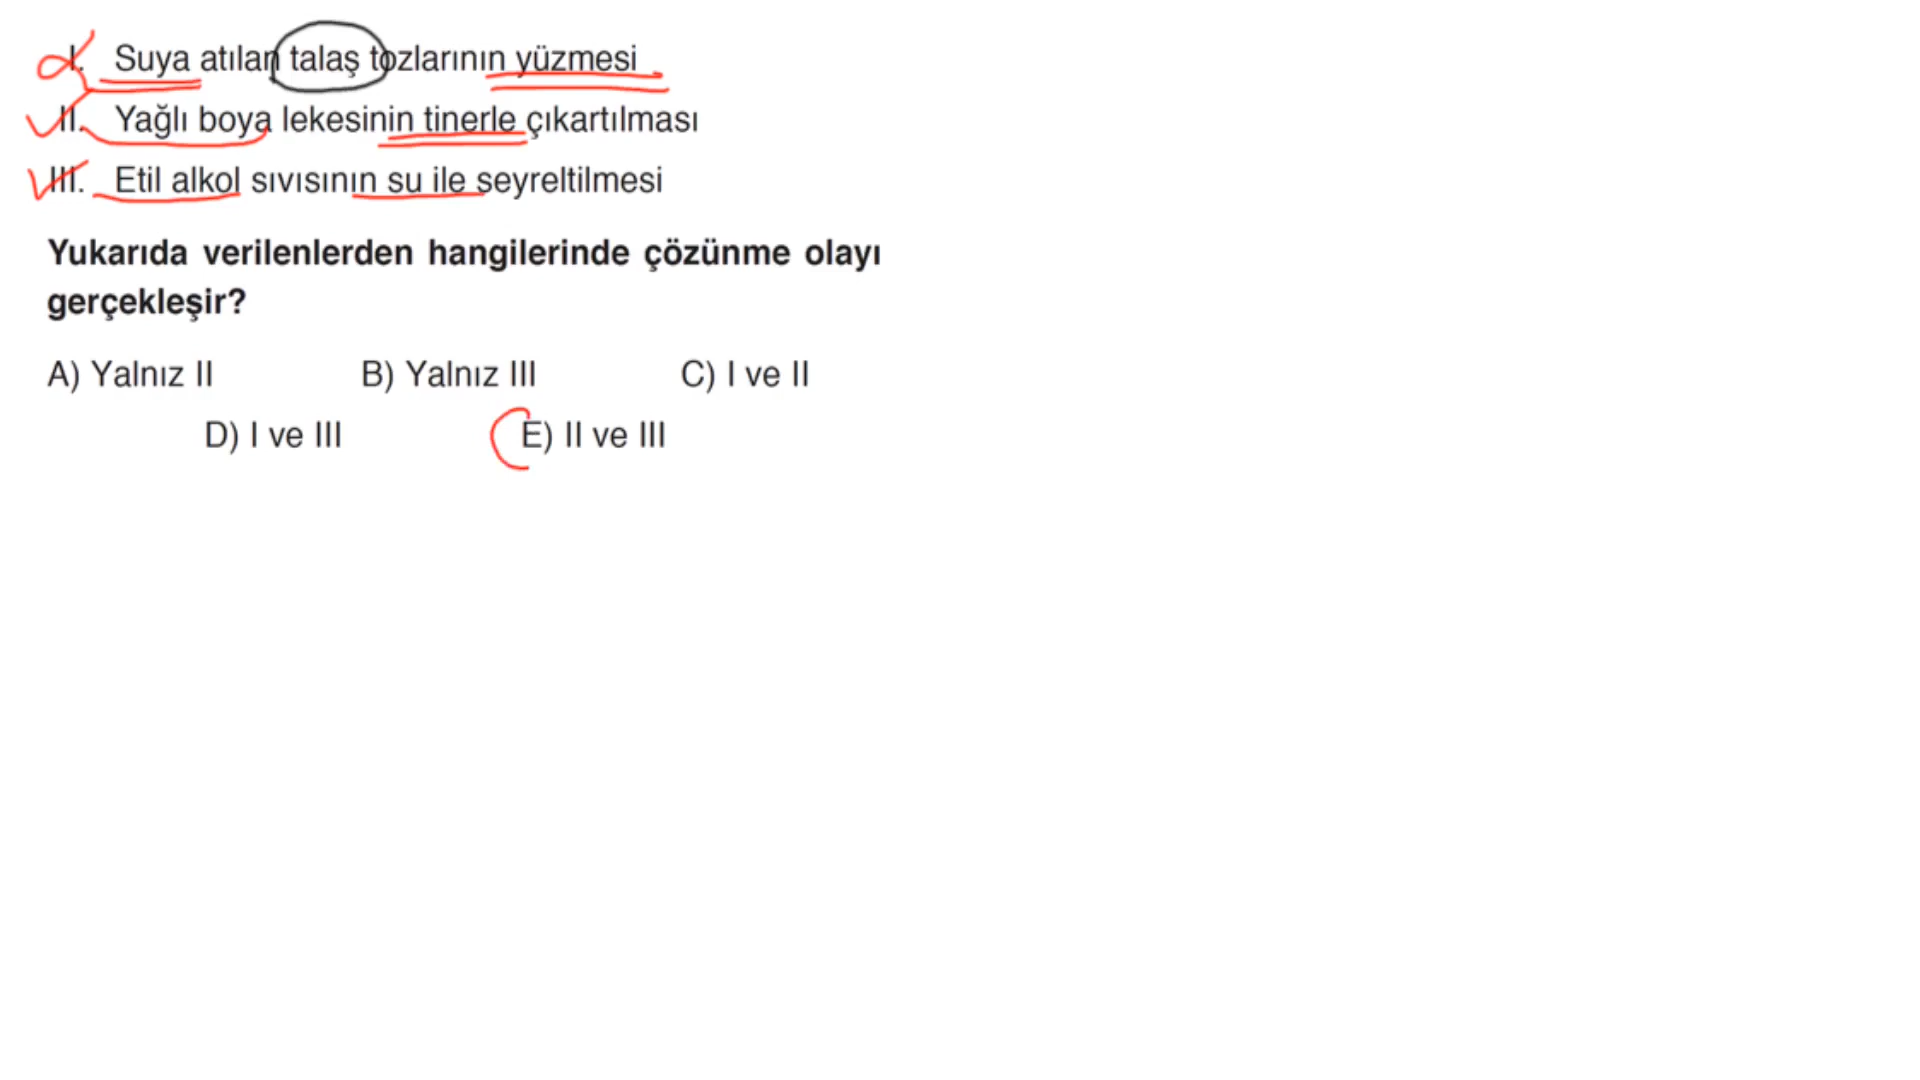 I. Suya atılan talaş tozlarının yüzmesi
II. Yağlı boya lekesinin tinerle çıkartılması
III. Etil alkol sıvısının su ile seyreltilmesi
Yukarıda verilenlerden hangilerinde çözünme olayı
gerçekleşir?
A) Yalnız II B) Yalnız III C) I ve II
D) I ve III E) II ve III